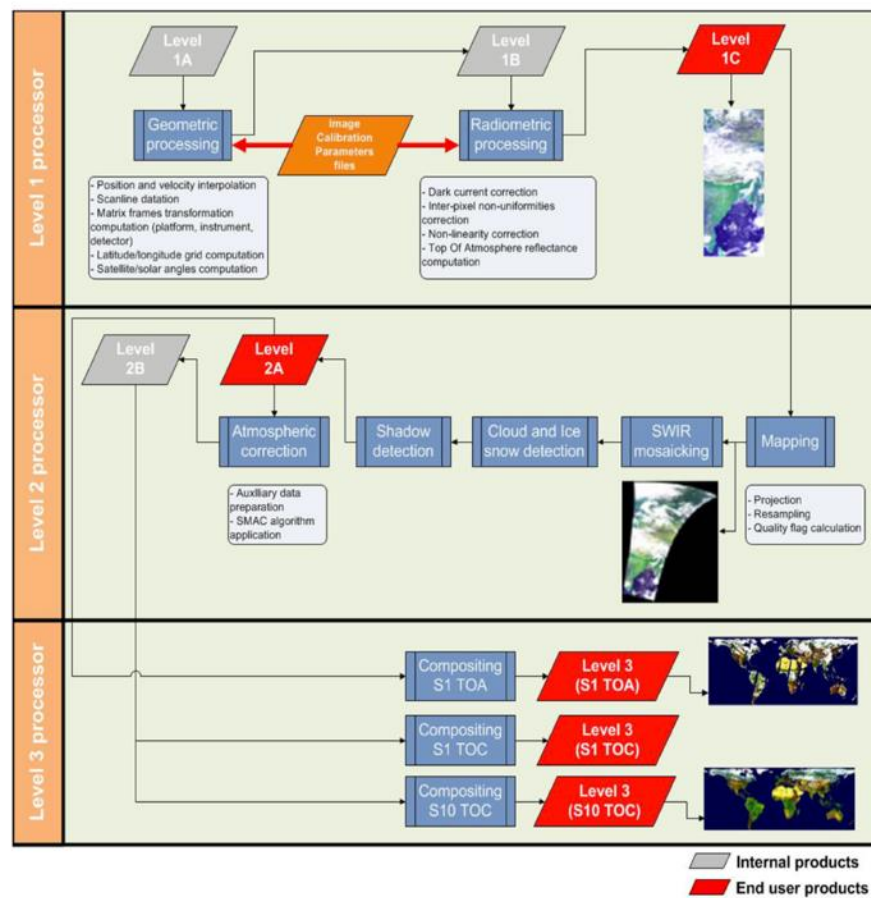 Level 1 processor
Level
1A
Level
1B
Level
1C
Geometric
processing
Image
Calibration
Parameters
files
Radiometric
processing
- Position and velocity interpolation
- Scanline datation
- Matrix frames transformation
computation (platform, instrument,
detector)
- Latitude/longitude grid computation
- Satellite/solar angles computation
- Dark current correction
- Inter-pixel non-uniformities
correction
- Non-linearity correction
- Top Of Atmosphere reflectance
computation
Level 2 processor
Level
2B
Level
2A
Atmospheric
correction
Shadow
detection
Cloud and Ice
snow detection
SWIR
mosaicking
Mapping
- Auxiliary data
preparation
- SMAC algorithm
application
- Projection
- Resampling
- Quality flag calculation
Level 3 processor
Compositing
S1 TOA
Level 3
(S1 TOA)
Compositing
S1 TOC
Level 3
(S1 TOC)
Compositing
S10 TOC
Level 3
(S10 TOC)
Internal products
End user products